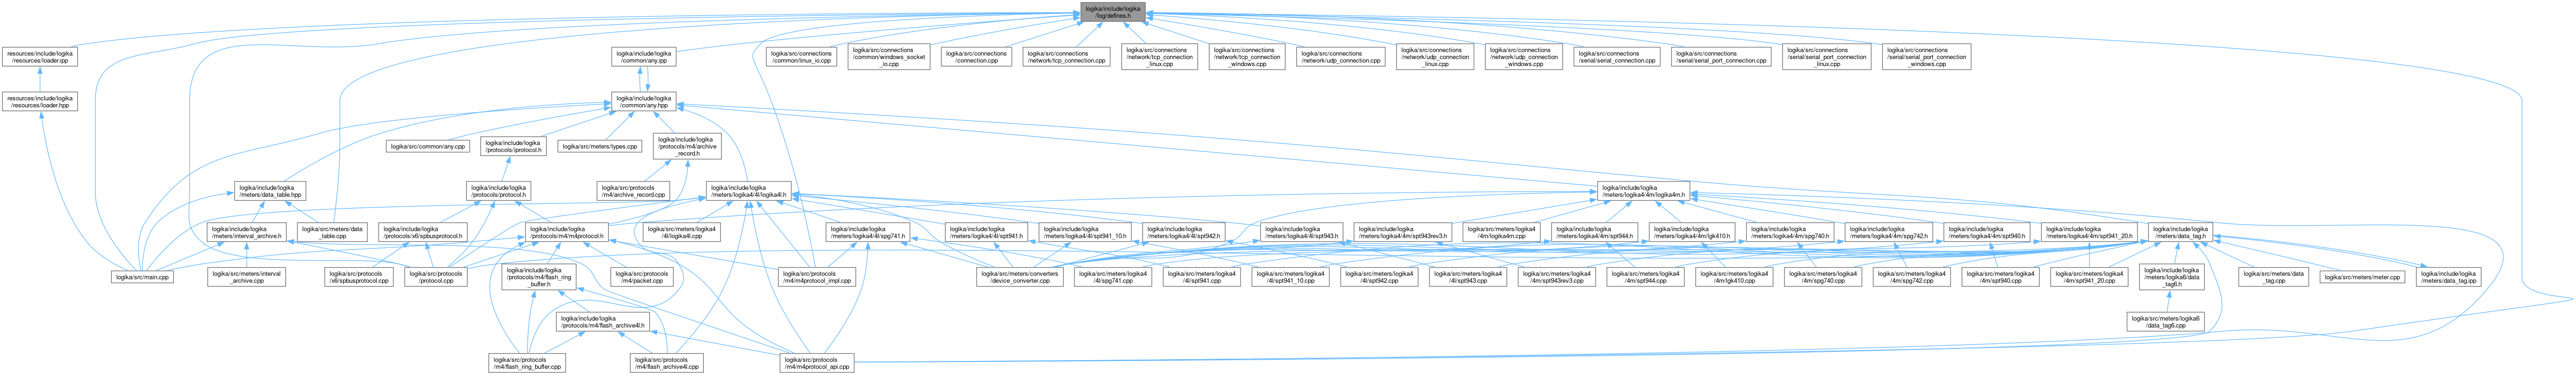 logika/include/logika
/log/defines.h
resources/include/logika
/resources/loader.ipp
logika/include/logika
/common/any.ipp
logika/src/connections
/common/linux_io.cpp
logika/src/connections
/common/windows_socket
_io.cpp
logika/src/connections
/connection.cpp
logika/src/connections
/network/tcp_connection.cpp
logika/src/connections
/network/tcp_connection
_linux.cpp
logika/src/connections
/network/tcp_connection
_windows.cpp
logika/src/connections
/network/udp_connection.cpp
logika/src/connections
/network/udp_connection
_linux.cpp
logika/src/connections
/network/udp_connection
_windows.cpp
logika/src/connections
/serial/serial_connection.cpp
logika/src/connections
/serial/serial_port_connection.cpp
logika/src/connections
/serial/serial_port_connection
_linux.cpp
logika/src/connections
/serial/serial_port_connection
_windows.cpp
resources/include/logika
/resources/loader.hpp
logika/include/logika
/common/any.hpp
logika/src/common/any.cpp
logika/include/logika
/protocols/iprotocol.h
logika/src/meters/types.cpp
logika/include/logika
/protocols/m4/archive
_record.h
logika/include/logika
/meters/data_table.hpp
logika/include/logika
/protocols/protocol.h
logika/src/protocols
/m4/archive_record.cpp
logika/include/logika
/meters/logika4/4l/logika4l.h
logika/include/logika
/meters/logika4/4m/logika4m.h
logika/include/logika
/meters/interval_archive.h
logika/src/meters/data
_table.cpp
logika/include/logika
/protocols/x6/spbusprotocol.h
logika/include/logika
/protocols/m4/m4protocol.h
logika/src/meters/logika4
/4l/logika4l.cpp
logika/include/logika
/meters/logika4/4l/spg741.h
logika/include/logika
/meters/logika4/4l/spt941.h
logika/include/logika
/meters/logika4/4l/spt941_10.h
logika/include/logika
/meters/logika4/4l/spt942.h
logika/include/logika
/meters/logika4/4l/spt943.h
logika/include/logika
/meters/logika4/4m/spt943rev3.h
logika/src/meters/logika4
/4m/logika4m.cpp
logika/include/logika
/meters/logika4/4m/spt944.h
logika/include/logika
/meters/logika4/4m/lgk410.h
logika/include/logika
/meters/logika4/4m/spg740.h
logika/include/logika
/meters/logika4/4m/spg742.h
logika/include/logika
/meters/logika4/4m/spt940.h
logika/include/logika
/meters/logika4/4m/spt941_20.h
logika/include/logika
/meters/data_tag.h
logika/src/main.cpp
logika/src/meters/interval
_archive.cpp
logika/src/protocols
/x6/spbusprotocol.cpp
logika/src/protocols
/protocol.cpp
logika/include/logika
/protocols/m4/flash_ring
_buffer.h
logika/src/protocols
/m4/packet.cpp
logika/src/protocols
/m4/m4protocol_impl.cpp
logika/src/meters/converters
/device_converter.cpp
logika/src/meters/logika4
/4l/spg741.cpp
logika/src/meters/logika4
/4l/spt941.cpp
logika/src/meters/logika4
/4l/spt941_10.cpp
logika/src/meters/logika4
/4l/spt942.cpp
logika/src/meters/logika4
/4l/spt943.cpp
logika/src/meters/logika4
/4m/spt943rev3.cpp
logika/src/meters/logika4
/4m/spt944.cpp
logika/src/meters/logika4
/4m/lgk410.cpp
logika/src/meters/logika4
/4m/spg740.cpp
logika/src/meters/logika4
/4m/spg742.cpp
logika/src/meters/logika4
/4m/spt940.cpp
logika/src/meters/logika4
/4m/spt941_20.cpp
logika/include/logika
/meters/logika6/data
_tag6.h
logika/src/meters/data
_tag.cpp
logika/src/meters/meter.cpp
logika/include/logika
/meters/data_tag.ipp
logika/include/logika
/protocols/m4/flash_archive4l.h
logika/src/meters/logika6
/data_tag6.cpp
logika/src/protocols
/m4/flash_ring_buffer.cpp
logika/src/protocols
/m4/flash_archive4l.cpp
logika/src/protocols
/m4/m4protocol_api.cpp